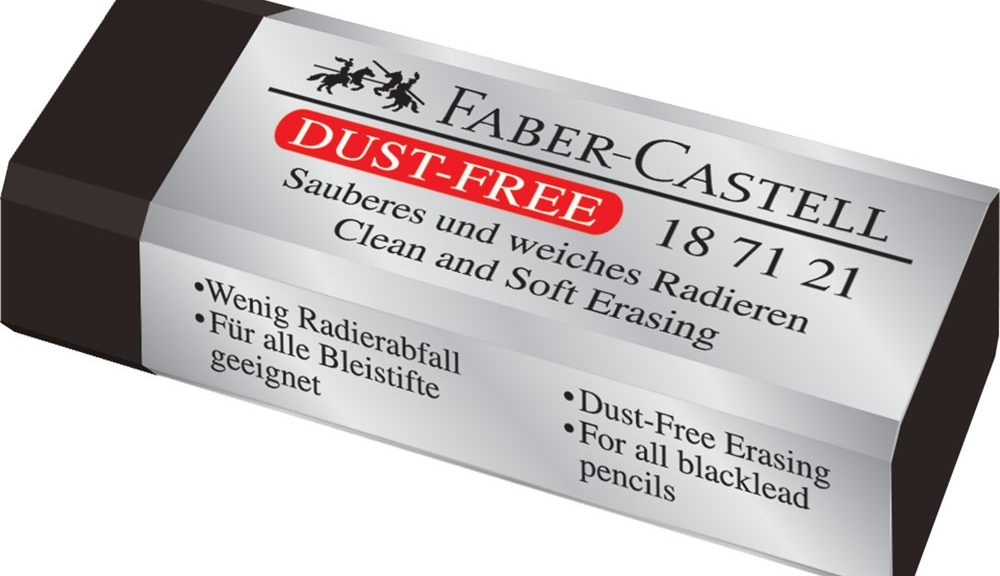 FABER-CASTELL
DUST-FREE
18 71 21
Sauberes und weiches Radieren
Clean and Soft Erasing
•Wenig Radierabfall
•Für alle Bleistifte
geeignet
•Dust-Free Erasing
•For all blacklead
pencils